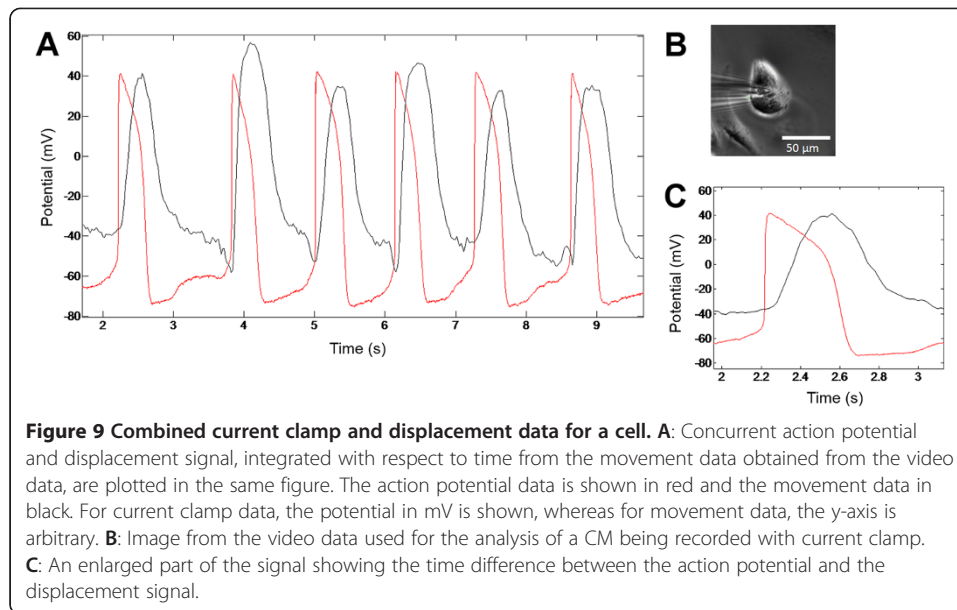 A
60
40
20
0
-20
-40
-60
-80
Potential (mV)
2 3 4 5 6 7 8 9
Time (s)
B
50 µm
C
60
40
20
0
-20
-40
-60
-80
Potential (mV)
2 2.2 2.4 2.6 2.8 3
Time (s)
Figure 9 Combined current clamp and displacement data for a cell. A: Concurrent action potential
and displacement signal, integrated with respect to time from the movement data obtained from the video
data, are plotted in the same figure. The action potential data is shown in red and the movement data in
black. For current clamp data, the potential in mV is shown, whereas for movement data, the y-axis is
arbitrary. B: Image from the video data used for the analysis of a CM being recorded with current clamp.
C: An enlarged part of the signal showing the time difference between the action potential and the
displacement signal.